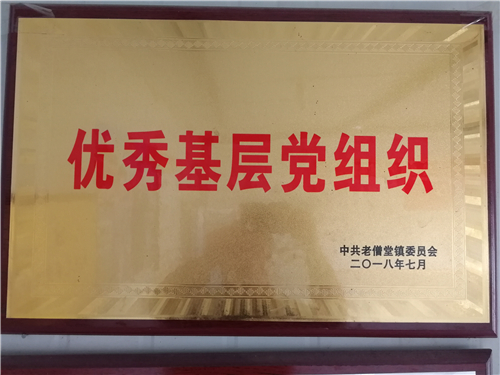 优秀基层党组织
中共老僧堂镇委员会
二〇一八年七月